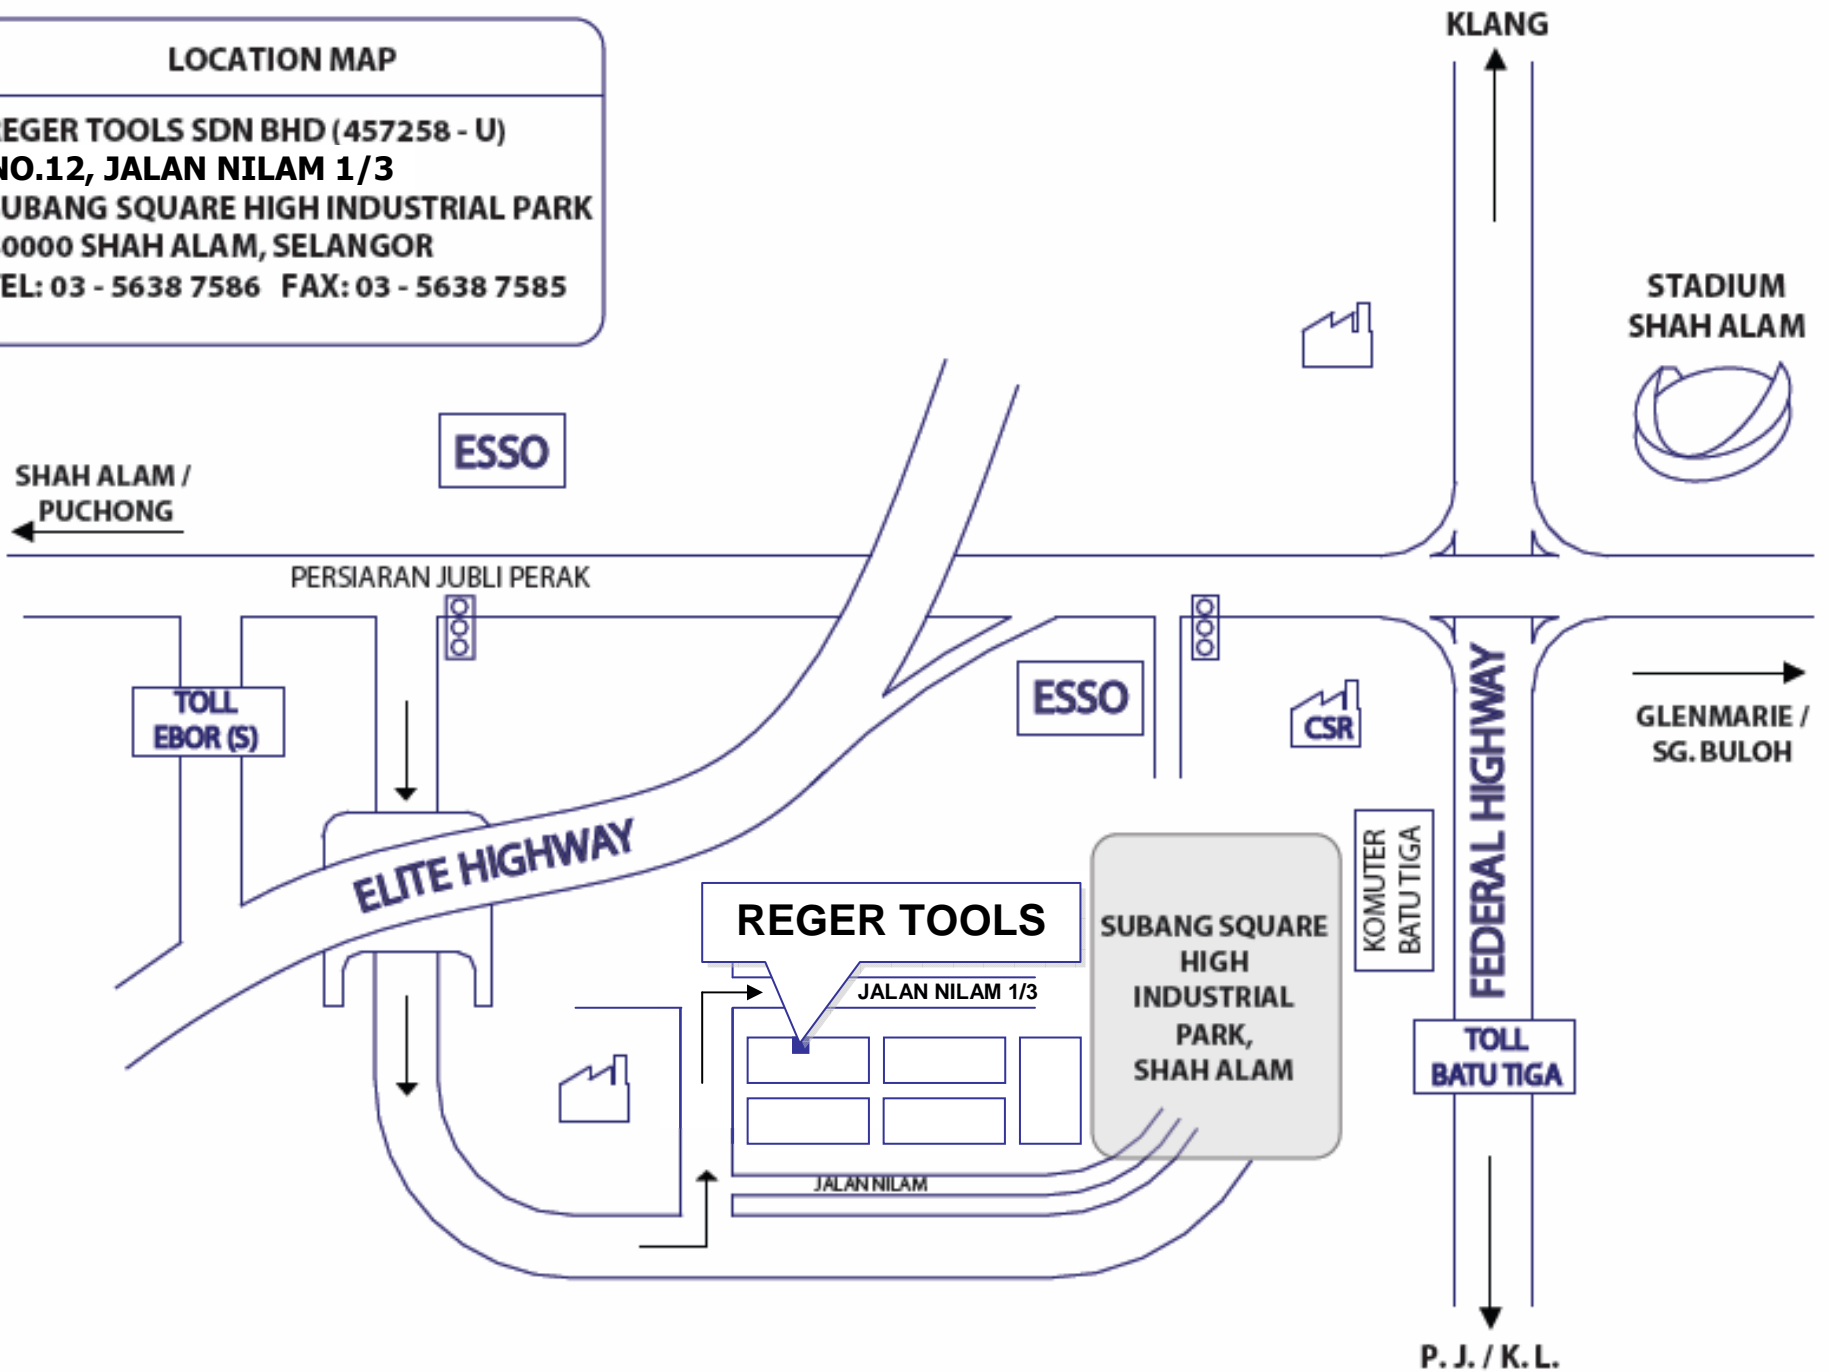 LOCATION MAP
EGER TOOLS SDN BHD (457258 - U)
NO.12, JALAN NILAM 1/3
UBANG SQUARE HIGH INDUSTRIAL PARK
0000 SHAH ALAM, SELANGOR
EL: 03 - 5638 7586 FAX: 03 - 5638 7585
KLANG
STADIUM
SHAH ALAM
ESSO
SHAH ALAM /
PUCHONG
PERSIARAN JUBLI PERAK
TOLL
EBOR (S)
ESSO
CSR
GLENMARIE /
SG. BULOH
FEDERAL HIGHWAY
ELITE HIGHWAY
KOMUTER
BATU TIGA
REGER TOOLS
SUBANG SQUARE
HIGH
INDUSTRIAL
PARK,
SHAH ALAM
JALAN NILAM 1/3
TOLL
BATU TIGA
JALAN NILAM
P. J. / K. L.